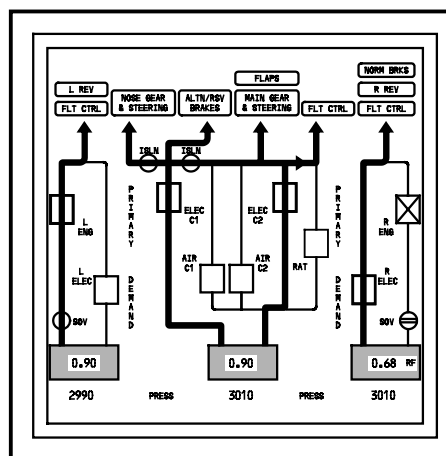 NORM BRKS
FLAPS
L REV
R REV
FLT CTRL
NOSE GEAR
& STEERING
ALTN/RSV
BRAKES
MAIN GEAR
& STEERING
FLT CTRL
FLT CTRL
ISLN
ISLN
PRIMARY
PRIMARY
L
ENG
ELEC
C1
ELEC
C2
R
ENG
L
ELEC
AIR
C1
AIR
C2
RAT
R
ELEC
DEMAND
DEMAND
SOV
SOV
0.90
0.90
0.68 RF
2990
PRESS
3010
PRESS
3010